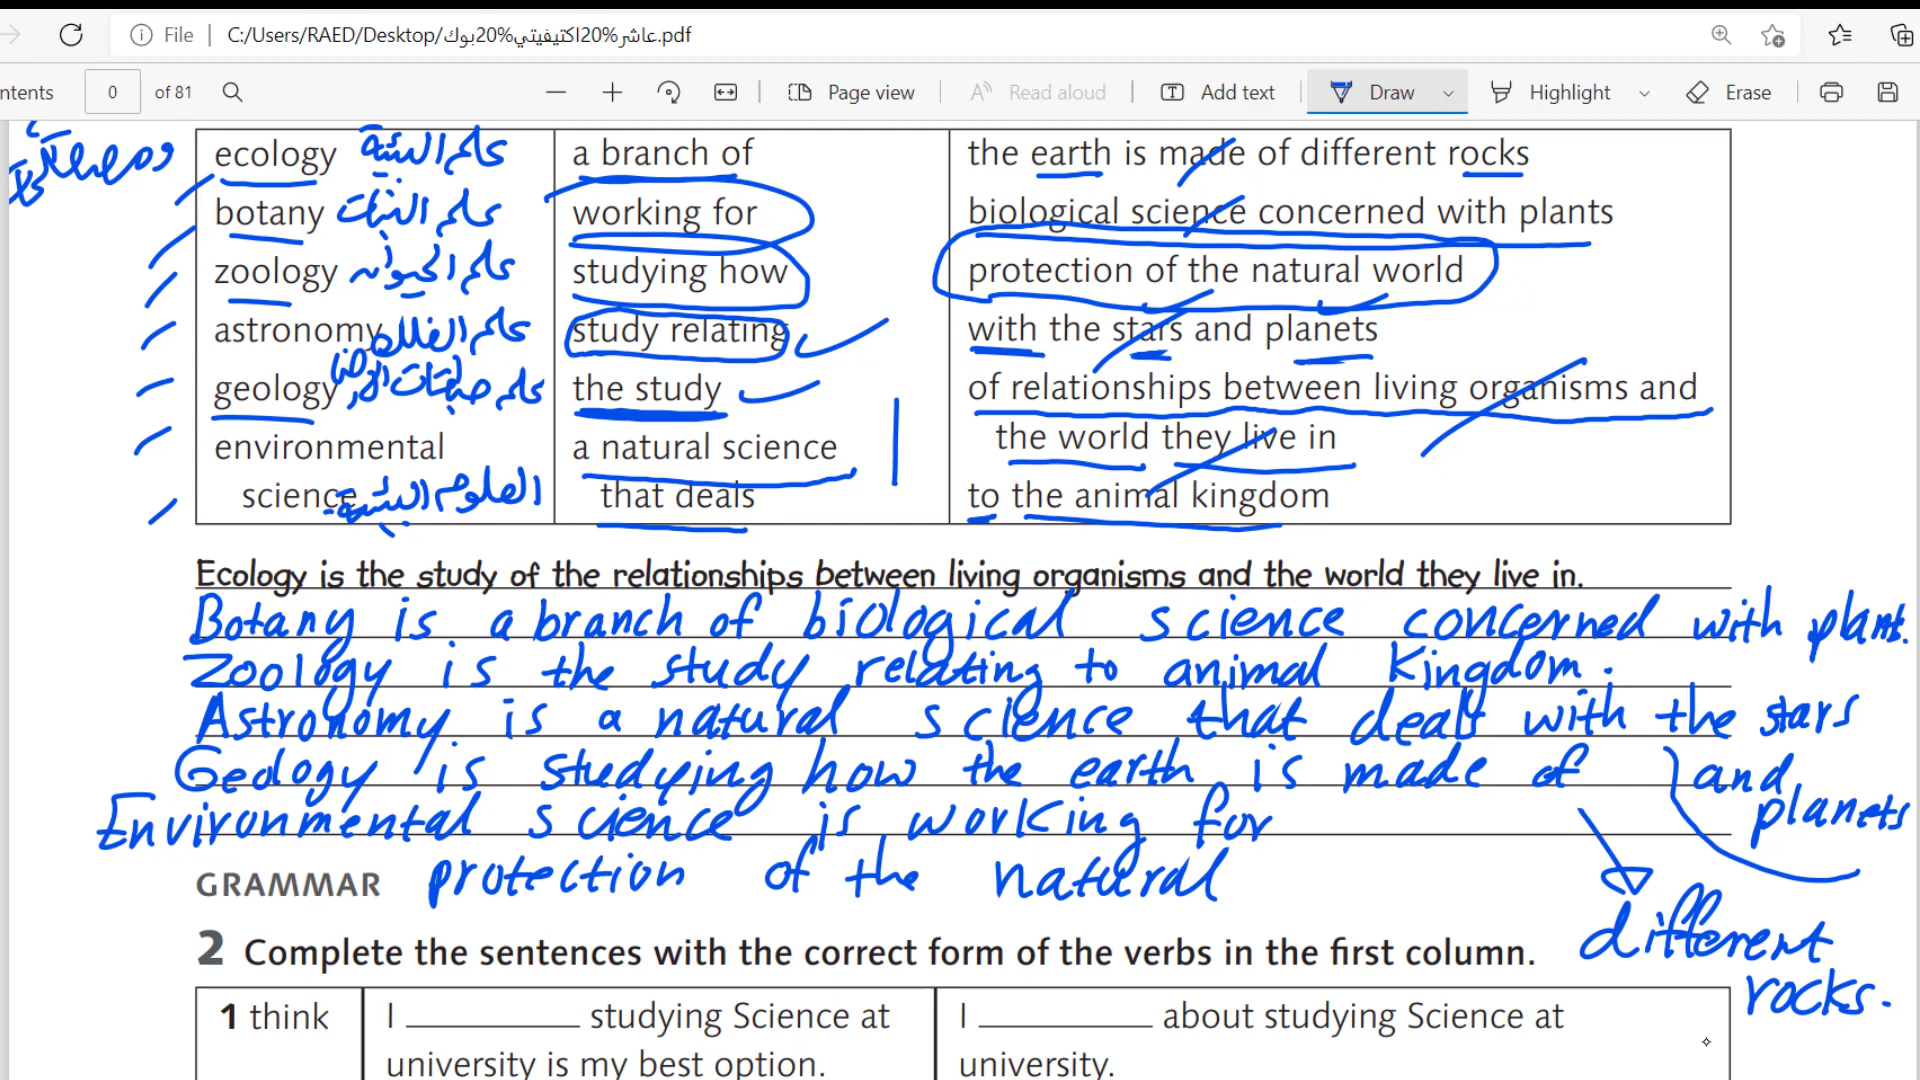 File | C:/Users/RAED/Desktop/عاشر%20اكتيفيتي%20بوك.pdf
ntents 0 of 81 Page view Read aloud Add text Draw Highlight Erase
ecology علم البيئة a branch of the earth is made of different rocks
botany علم النبات working for biological science concerned with plants
zoology علم الحيوان studying how protection of the natural world
astronomy علم الفلك study relating with the stars and planets
geology علم طبقات الأرض the study of relationships between living organisms and
environmental a natural science the world they live in
science العلوم البيئية that deals to the animal kingdom
Ecology is the study of the relationships between living organisms and the world they live in.
Botany is a branch of biological science concerned with plant.
Zoology is the study relating to animal Kingdom.
Astronomy is a natural science that deals with the stars
Geology is studying how the earth is made of and
planets
Environmental science is working for
GRAMMAR protection of the natural
different
2 Complete the sentences with the correct form of the verbs in the first column.
rocks.
1 think I ____ studying Science at I ____ about studying Science at
university is my best option. university.